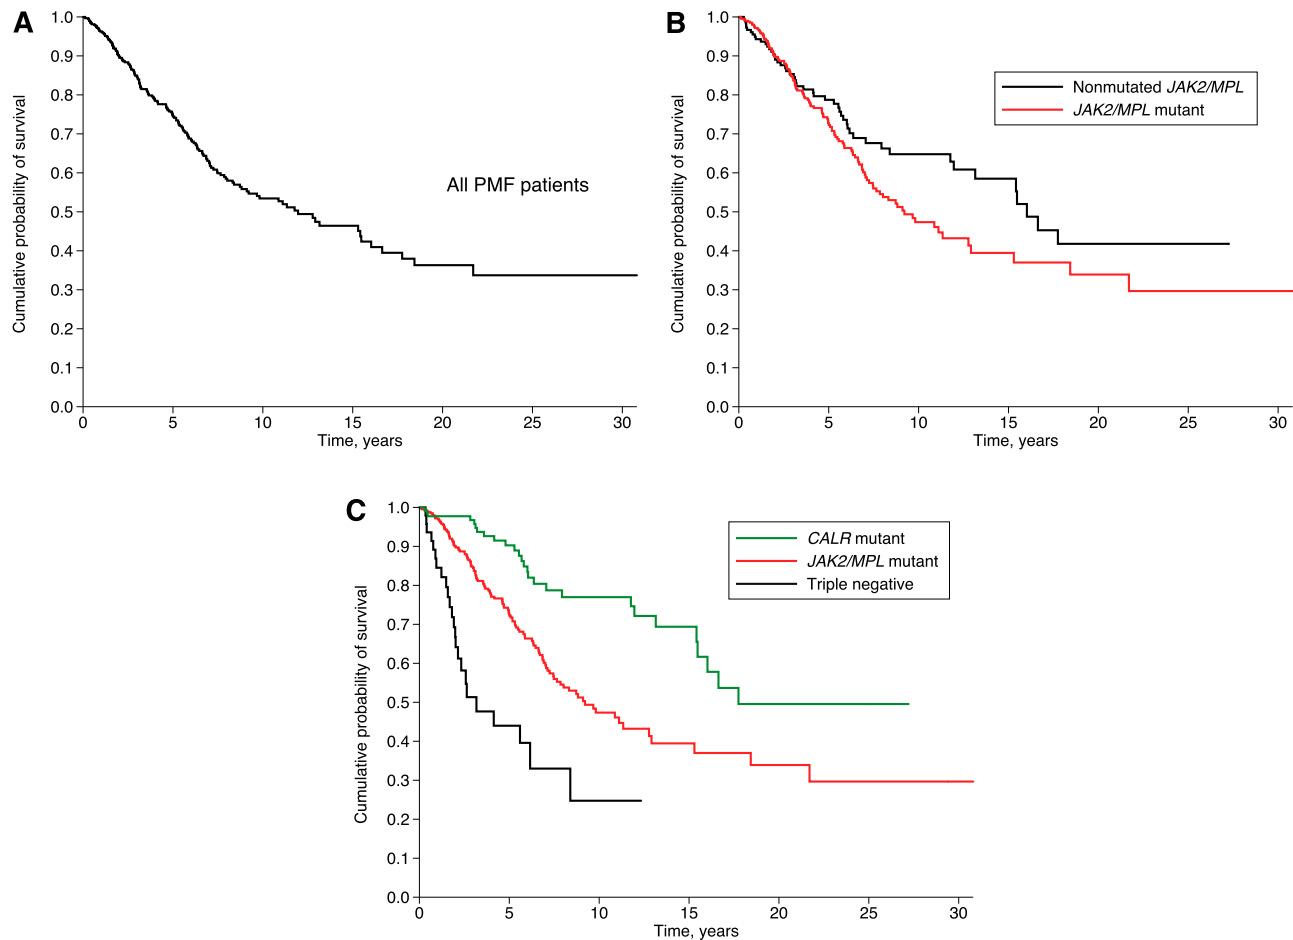 A
1.0
0.9
0.8
0.7
0.6
0.5
0.4
0.3
0.2
0.1
0.0
Cumulative probability of survival
All PMF patients
0 5 10 15 20 25 30
Time, years
B
1.0
0.9
0.8
0.7
0.6
0.5
0.4
0.3
0.2
0.1
0.0
Cumulative probability of survival
Nonmutated JAK2/MPL
JAK2/MPL mutant
0 5 10 15 20 25 30
Time, years
C
1.0
0.9
0.8
0.7
0.6
0.5
0.4
0.3
0.2
0.1
0.0
Cumulative probability of survival
CALR mutant
JAK2/MPL mutant
Triple negative
0 5 10 15 20 25 30
Time, years